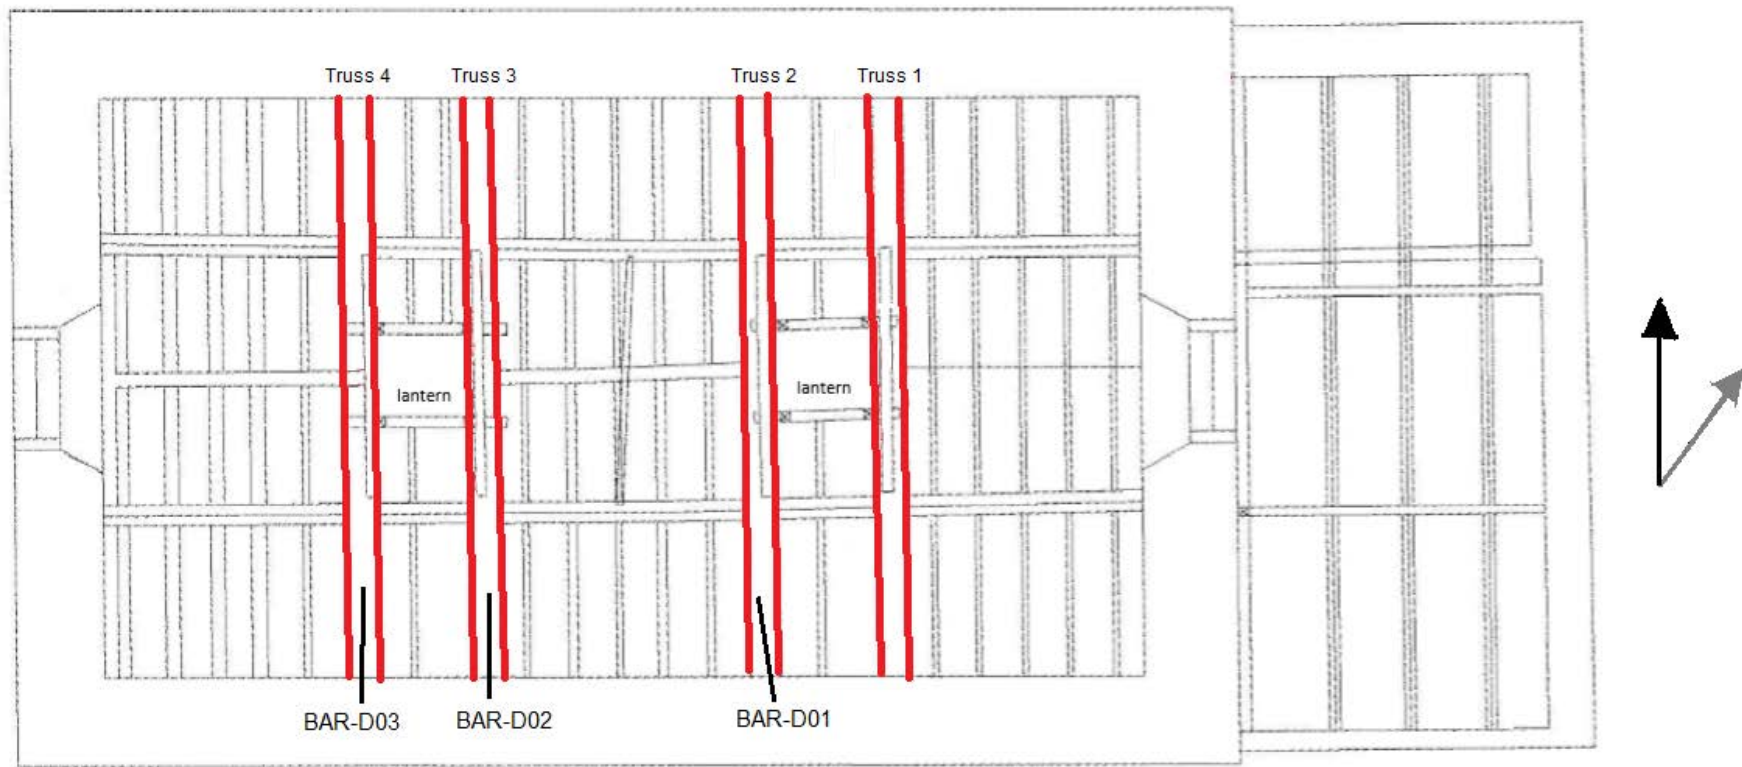 Truss 4 Truss 3 Truss 2 Truss 1
lantern lantern
BAR-D03 BAR-D02 BAR-D01